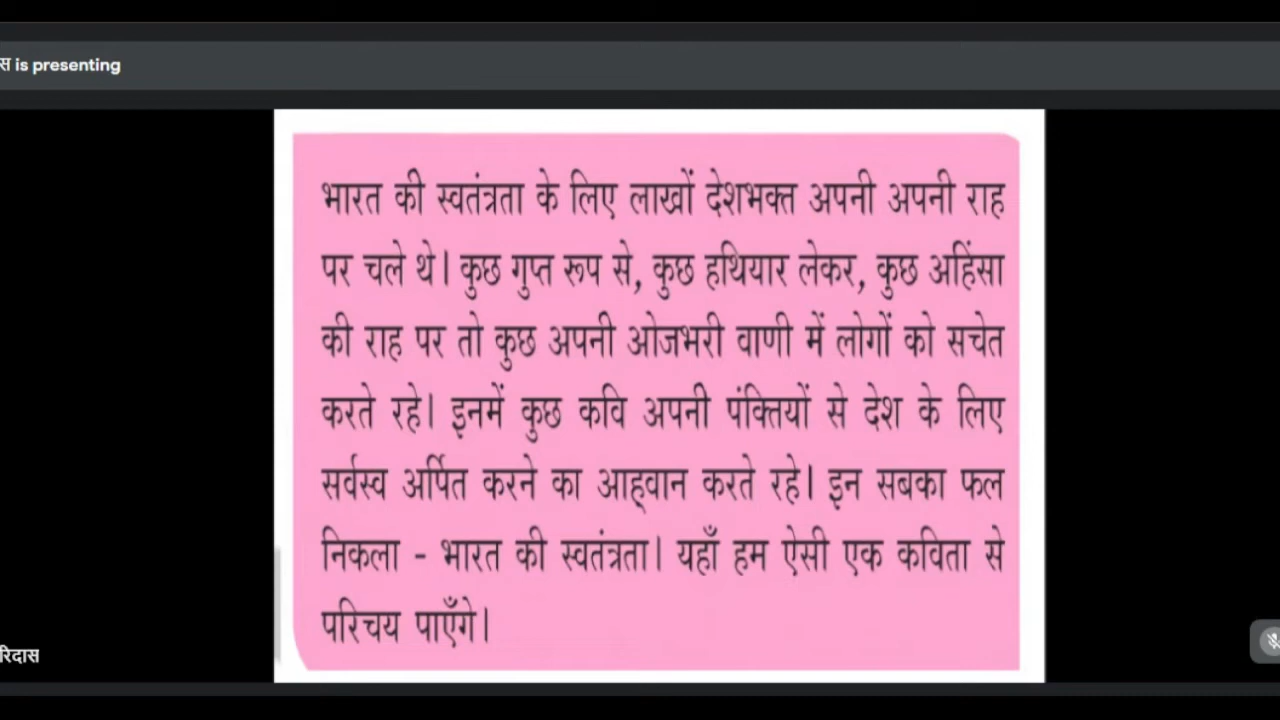 स is presenting
भारत की स्वतंत्रता के लिए लाखों देशभक्त अपनी अपनी राह
पर चले थे। कुछ गुप्त रूप से, कुछ हथियार लेकर, कुछ अहिंसा
की राह पर तो कुछ अपनी ओजभरी वाणी में लोगों को सचेत
करते रहे। इनमें कुछ कवि अपनी पंक्तियों से देश के लिए
सर्वस्व अर्पित करने का आह्वान करते रहे। इन सबका फल
निकला - भारत की स्वतंत्रता। यहाँ हम ऐसी एक कविता से
परिचय पाएँगे।
रिदास